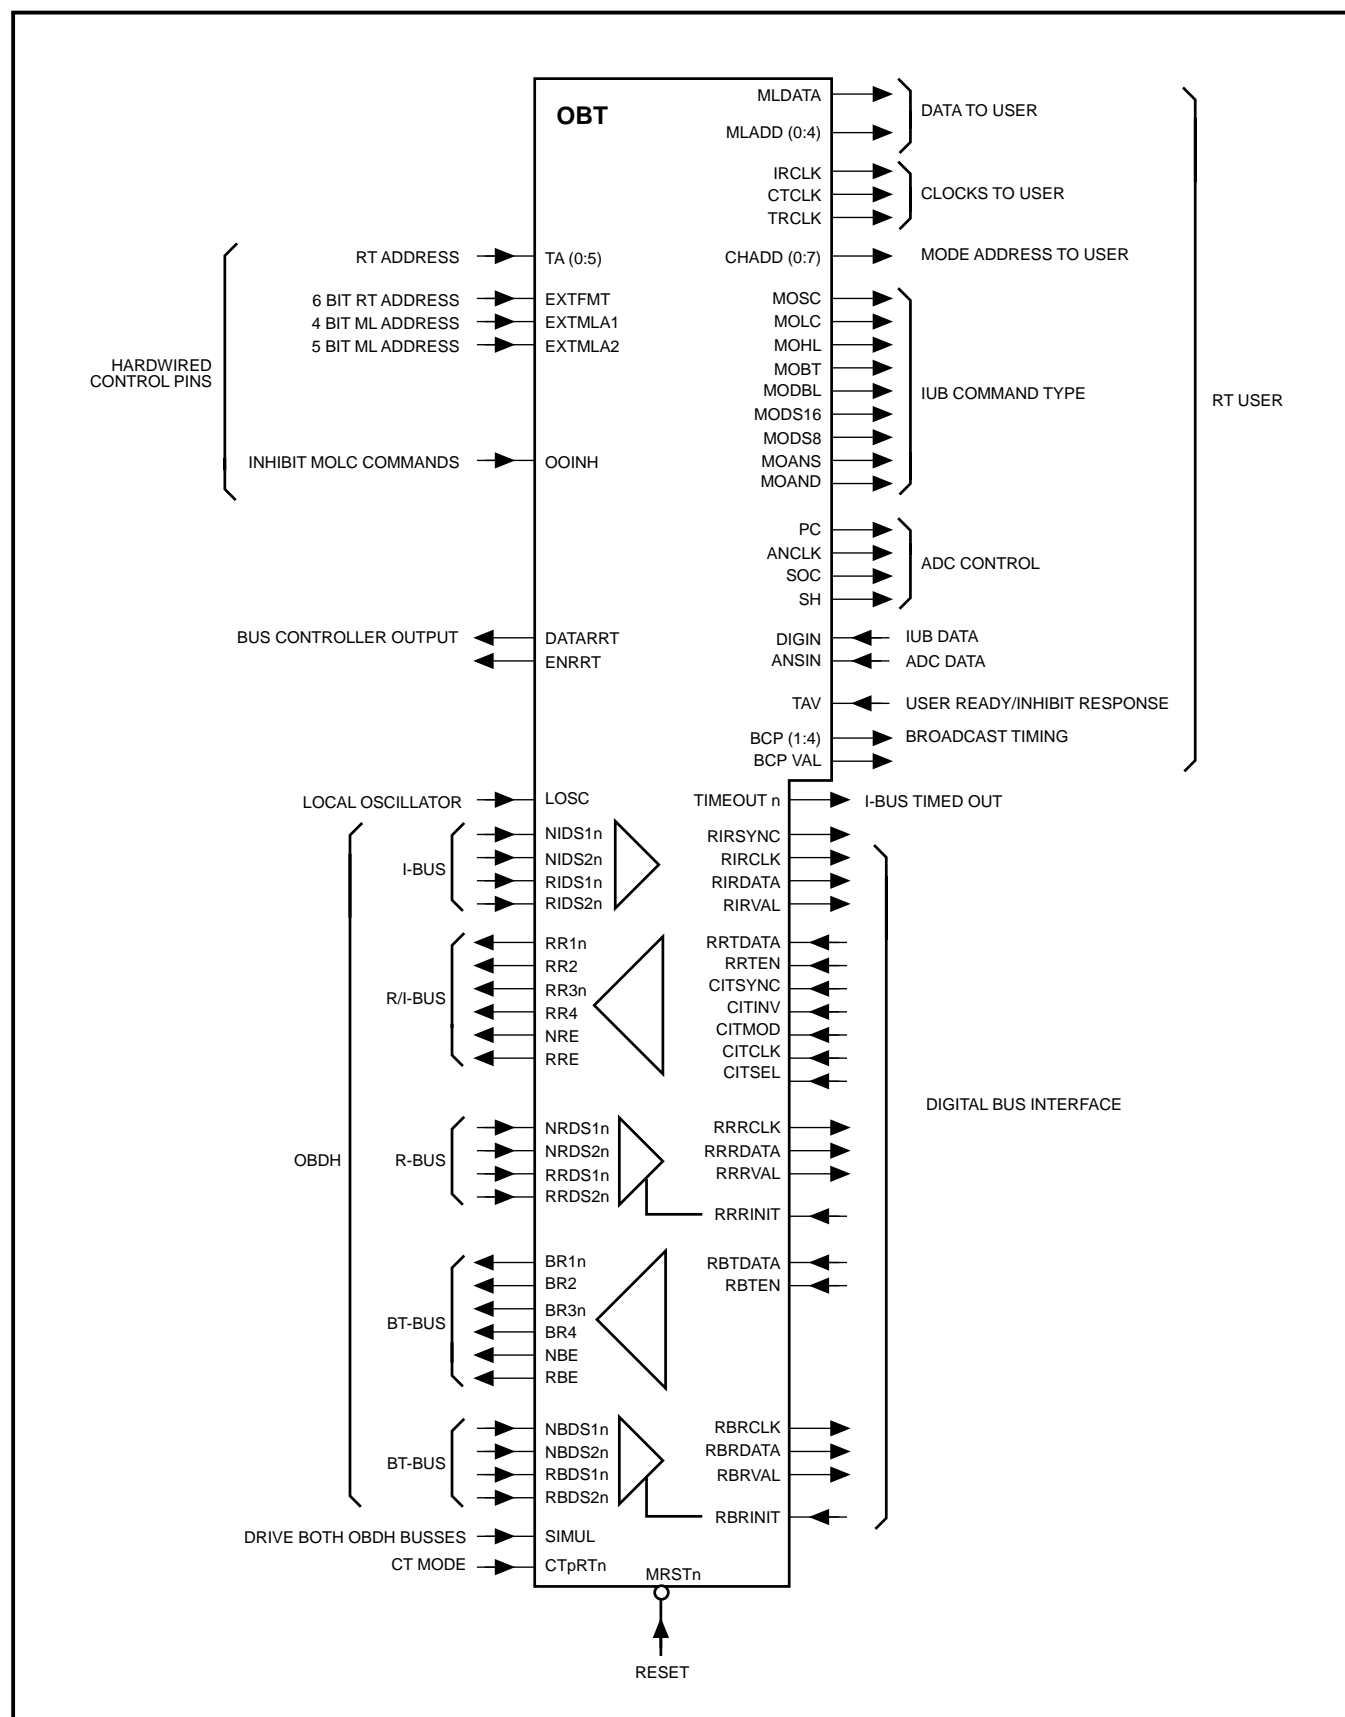 OBT
MLDATA
MLADD (0:4)
DATA TO USER
IRCLK
CTCLK
TRCLK
CLOCKS TO USER
RT ADDRESS
TA (0:5)
CHADD (0:7)
MODE ADDRESS TO USER
6 BIT RT ADDRESS
EXTFMT
4 BIT ML ADDRESS
EXTMLA1
5 BIT ML ADDRESS
EXTMLA2
HARDWIRED
CONTROL PINS
INHIBIT MOLC COMMANDS
OOINH
MOSC
MOLC
MOHL
MOBT
MODBL
MODS16
MODS8
MOANS
MOAND
IUB COMMAND TYPE
RT USER
PC
ANCLK
SOC
SH
ADC CONTROL
BUS CONTROLLER OUTPUT
DATARRT
ENRRT
DIGIN
IUB DATA
ANSIN
ADC DATA
TAV
USER READY/INHIBIT RESPONSE
BCP (1:4)
BROADCAST TIMING
BCP VAL
LOCAL OSCILLATOR
LOSC
TIMEOUT n
I-BUS TIMED OUT
I-BUS
NIDS1n
NIDS2n
RIDS1n
RIDS2n
RIRSYNC
RIRCLK
RIRDATA
RIRVAL
R/I-BUS
RR1n
RR2
RR3n
RR4
NRE
RRE
RRTDATA
RRTEN
CITSYNC
CITINV
CITMOD
CITCLK
CITSEL
DIGITAL BUS INTERFACE
OBDH
R-BUS
NRDS1n
NRDS2n
RRDS1n
RRDS2n
RRRCLK
RRRDATA
RRRVAL
RRRINIT
BT-BUS
BR1n
BR2
BR3n
BR4
NBE
RBE
RBTDATA
RBTEN
BT-BUS
NBDS1n
NBDS2n
RBDS1n
RBDS2n
RBRCLK
RBRDATA
RBRVAL
RBRINIT
DRIVE BOTH OBDH BUSSES
SIMUL
CT MODE
CTpRTn
MRSTn
RESET